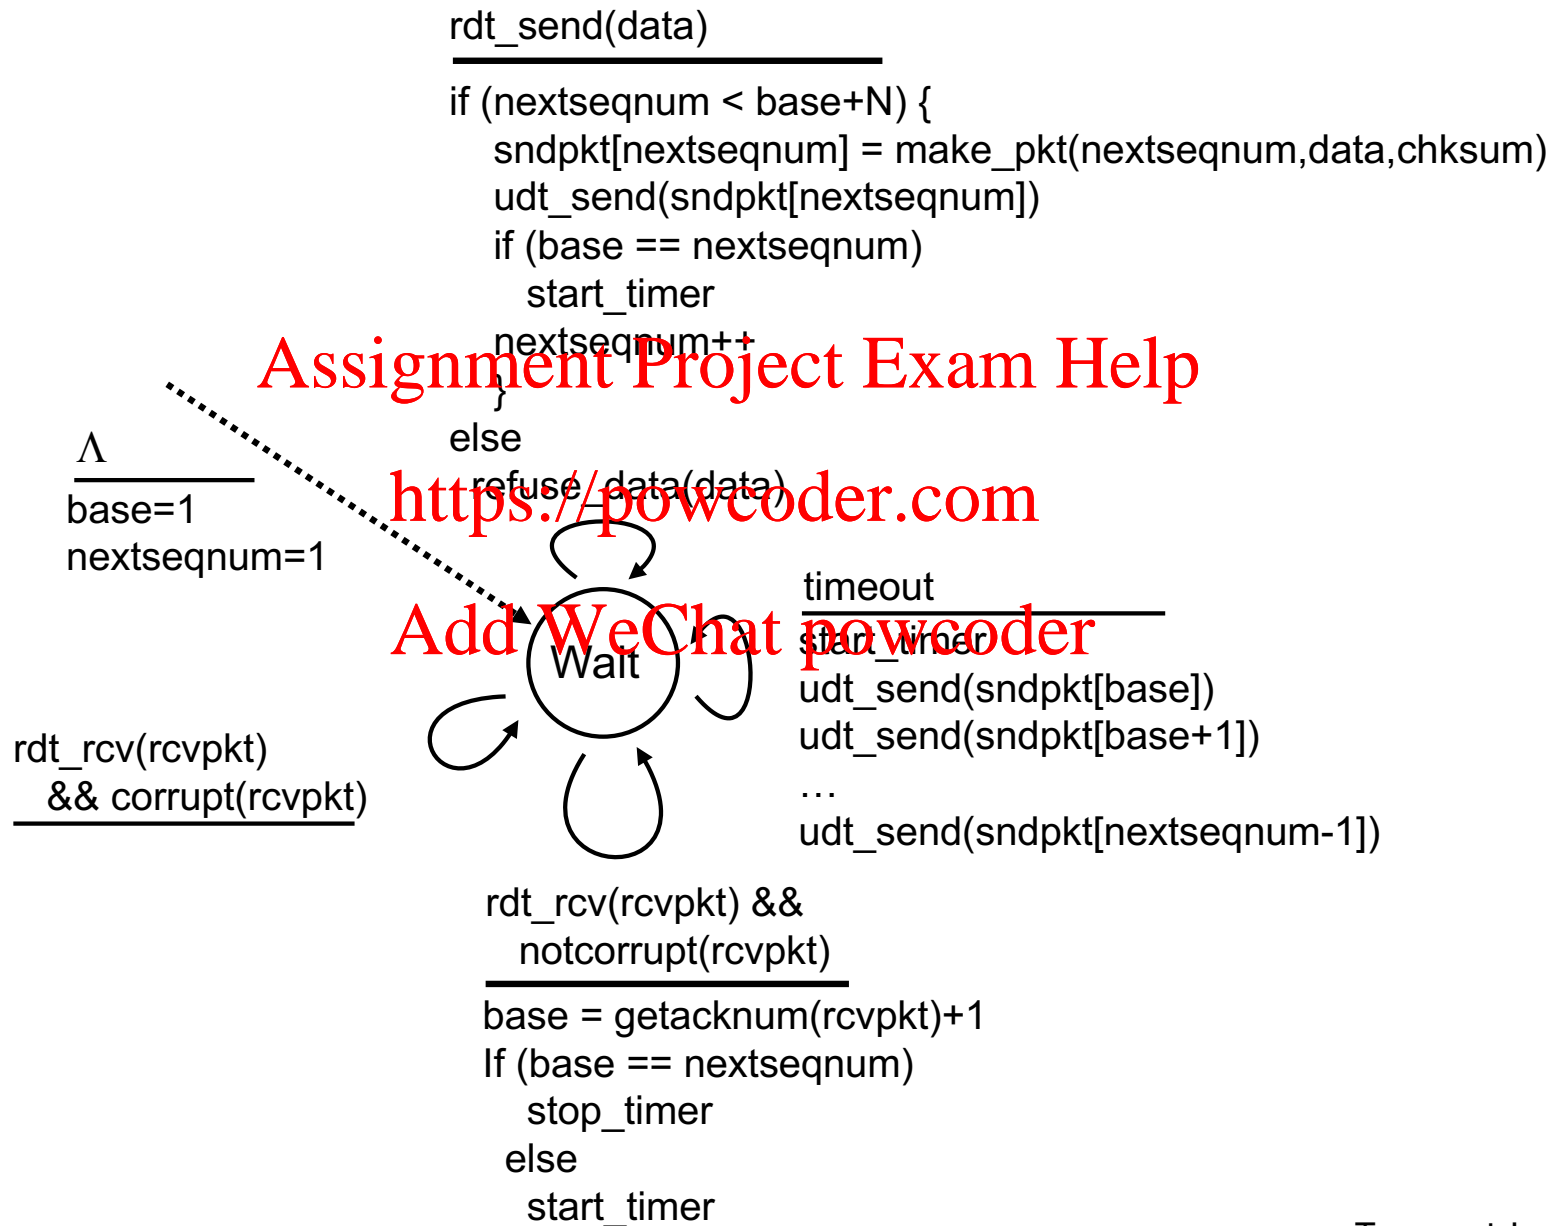 rdt_send(data)
if (nextseqnum < base+N) {
sndpkt[nextseqnum] = make_pkt(nextseqnum,data,chksum)
udt_send(sndpkt[nextseqnum])
if (base == nextseqnum)
start_timer
nextseqnum++
Assignment Project Exam Help
}
else
refuse_data(data)
https://powcoder.com
Λ
base=1
nextseqnum=1
Add WeChat powcoder
Wait
timeout
start_timer
udt_send(sndpkt[base])
udt_send(sndpkt[base+1])
…
udt_send(sndpkt[nextseqnum-1])
rdt_rcv(rcvpkt)
&& corrupt(rcvpkt)
rdt_rcv(rcvpkt) &&
notcorrupt(rcvpkt)
base = getacknum(rcvpkt)+1
If (base == nextseqnum)
stop_timer
else
start_timer